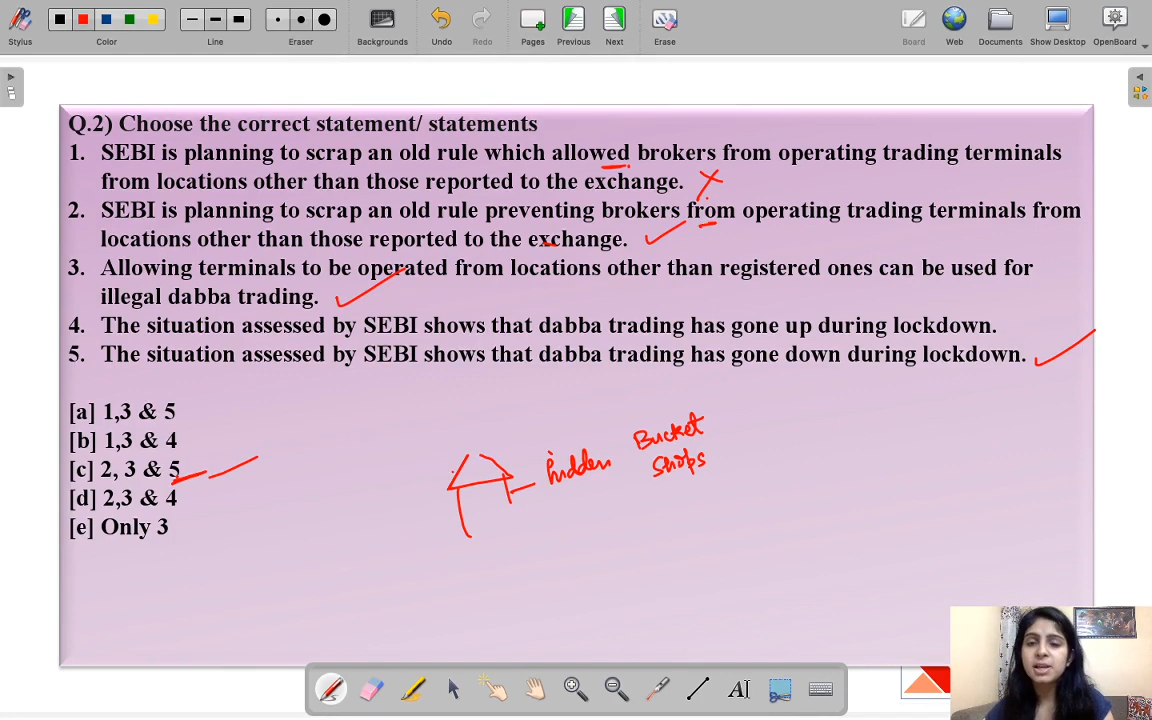 Stylus Color Line Eraser Backgrounds Undo Redo Pages Previous Next Erase Board Web Documents Show Desktop OpenBoard
Q.2) Choose the correct statement/ statements
1. SEBI is planning to scrap an old rule which allowed brokers from operating trading terminals
from locations other than those reported to the exchange.
2. SEBI is planning to scrap an old rule preventing brokers from operating trading terminals from
locations other than those reported to the exchange.
3. Allowing terminals to be operated from locations other than registered ones can be used for
illegal dabba trading.
4. The situation assessed by SEBI shows that dabba trading has gone up during lockdown.
5. The situation assessed by SEBI shows that dabba trading has gone down during lockdown.
[a] 1,3 & 5
[b] 1,3 & 4
[c] 2, 3 & 5
[d] 2,3 & 4
[e] Only 3
hidden
Bucket
Shops
AI